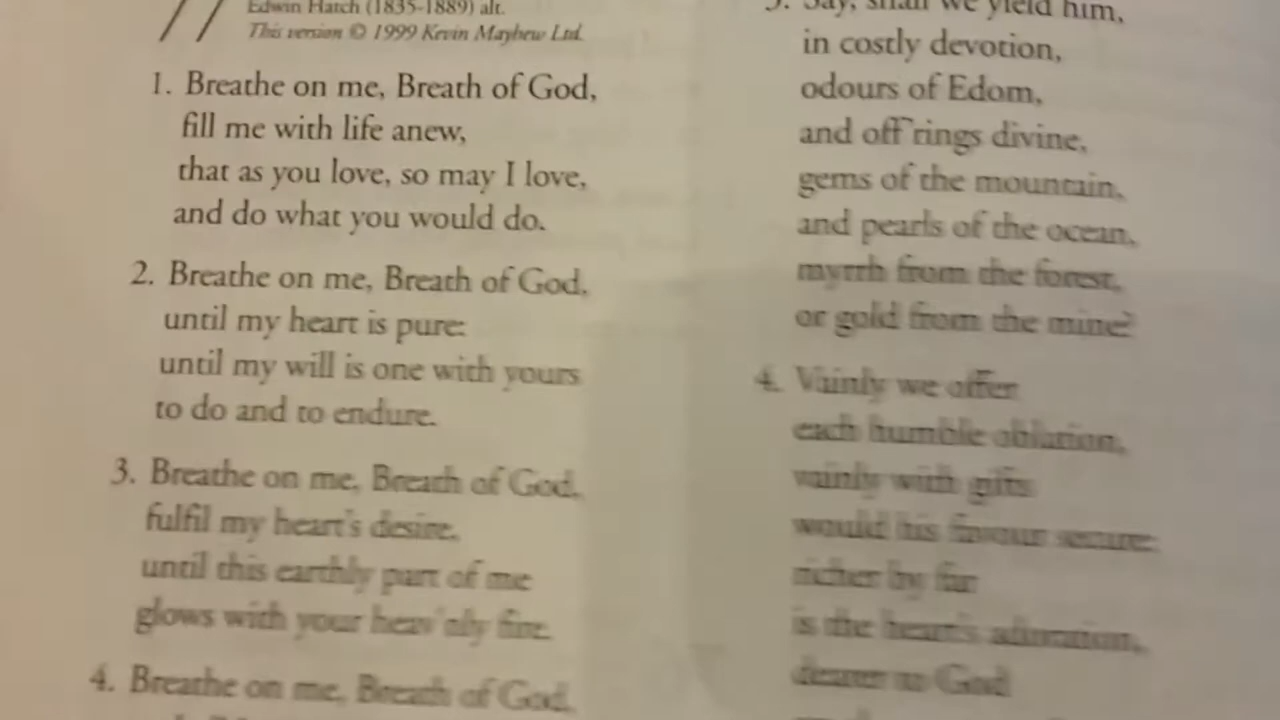 77
Edwin Hatch (1835-1889) alt.
This version © 1999 Kevin Mayhew Ltd.
1. Breathe on me, Breath of God,
fill me with life anew,
that as you love, so may I love,
and do what you would do.
2. Breathe on me, Breath of God,
until my heart is pure:
until my will is one with yours
to do and to endure.
3. Breathe on me, Breath of God,
fulfil my heart's desire,
until this earthly part of me
glows with your heav'nly fire.
4. Breathe on me, Breath of God,
3. Say, shall we yield him,
in costly devotion,
odours of Edom,
and off'rings divine,
gems of the mountain,
and pearls of the ocean,
myrrh from the forest,
or gold from the mine?
4. Vainly we offer
each humble oblation,
vainly with gifts
would his favour secure:
richer by far
is the heart's adoration,
dearer to God